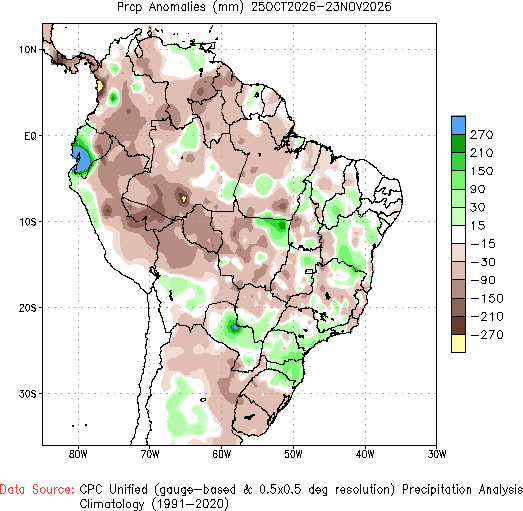 Prcp Anomalies (mm) 25OCT2026–23NOV2026
10N
EQ
10S
20S
30S
80W 70W 60W 50W 40W 30W
270
210
150
90
30
15
−15
−30
−90
−150
−210
−270
Data Source: CPC Unified (gauge-based & 0.5x0.5 deg resolution) Precipitation Analysis
Climatology (1991–2020)